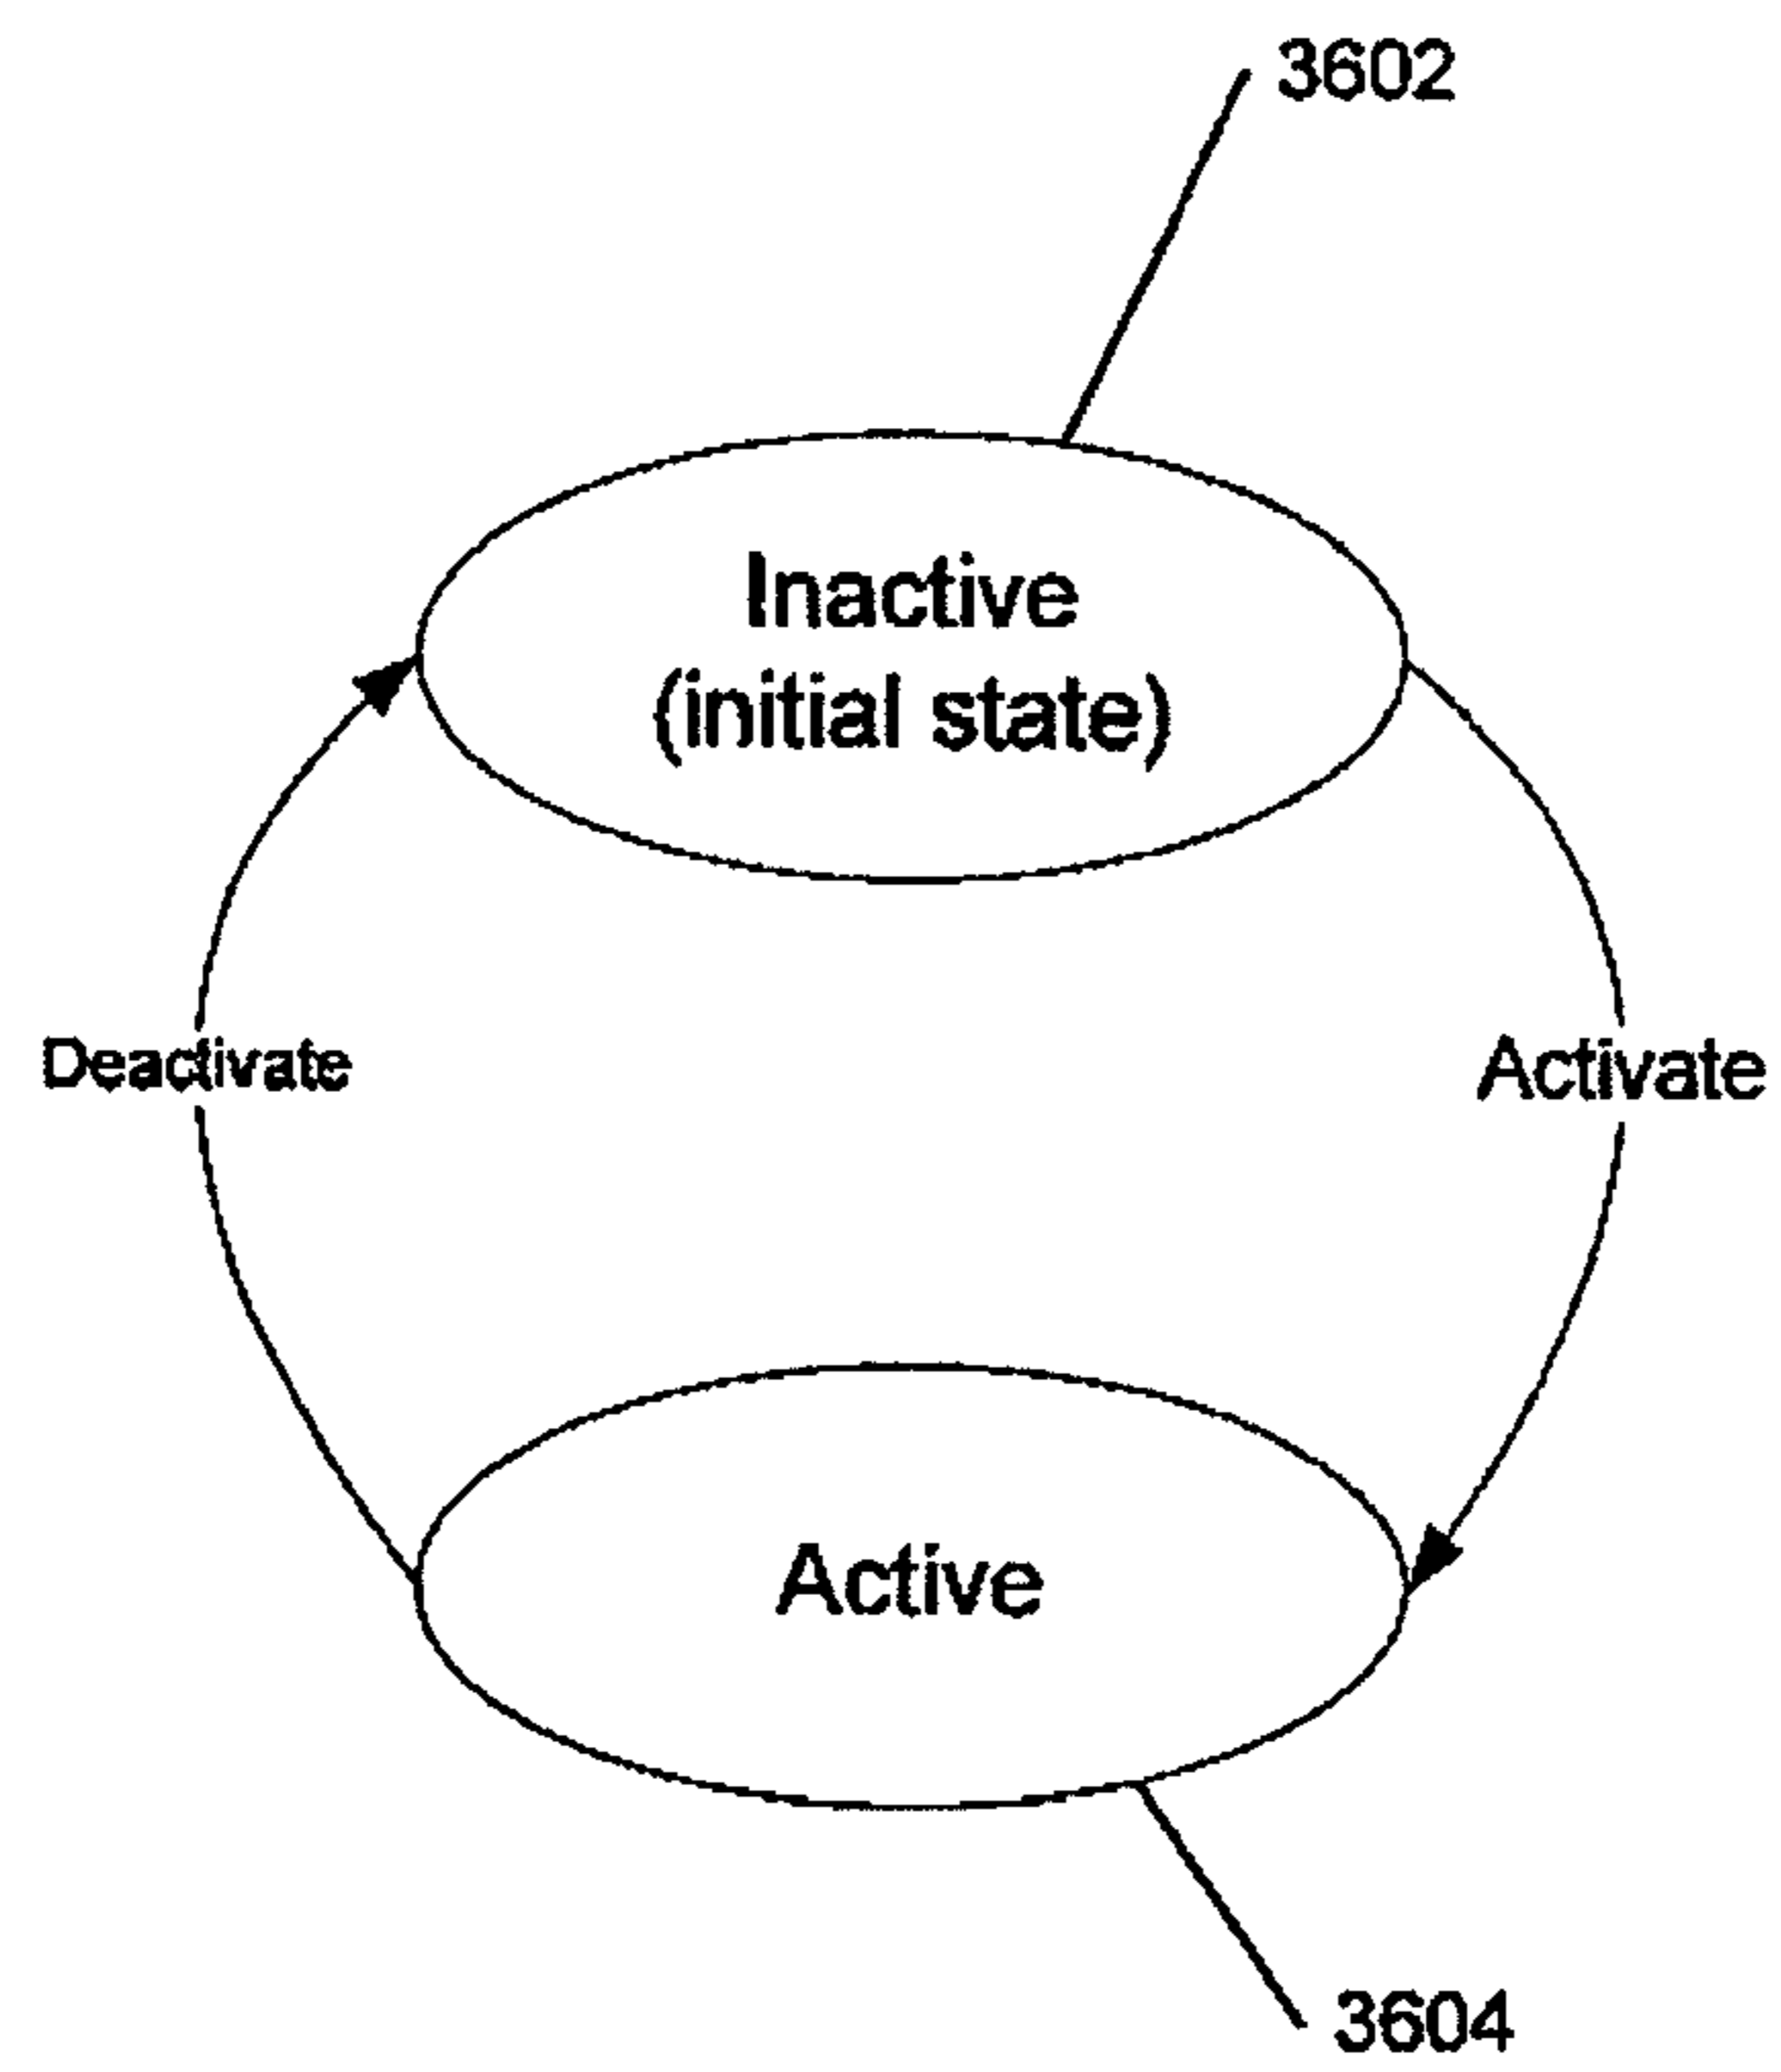 3602
Inactive
(initial state)
Deactivate
Activate
Active
3604